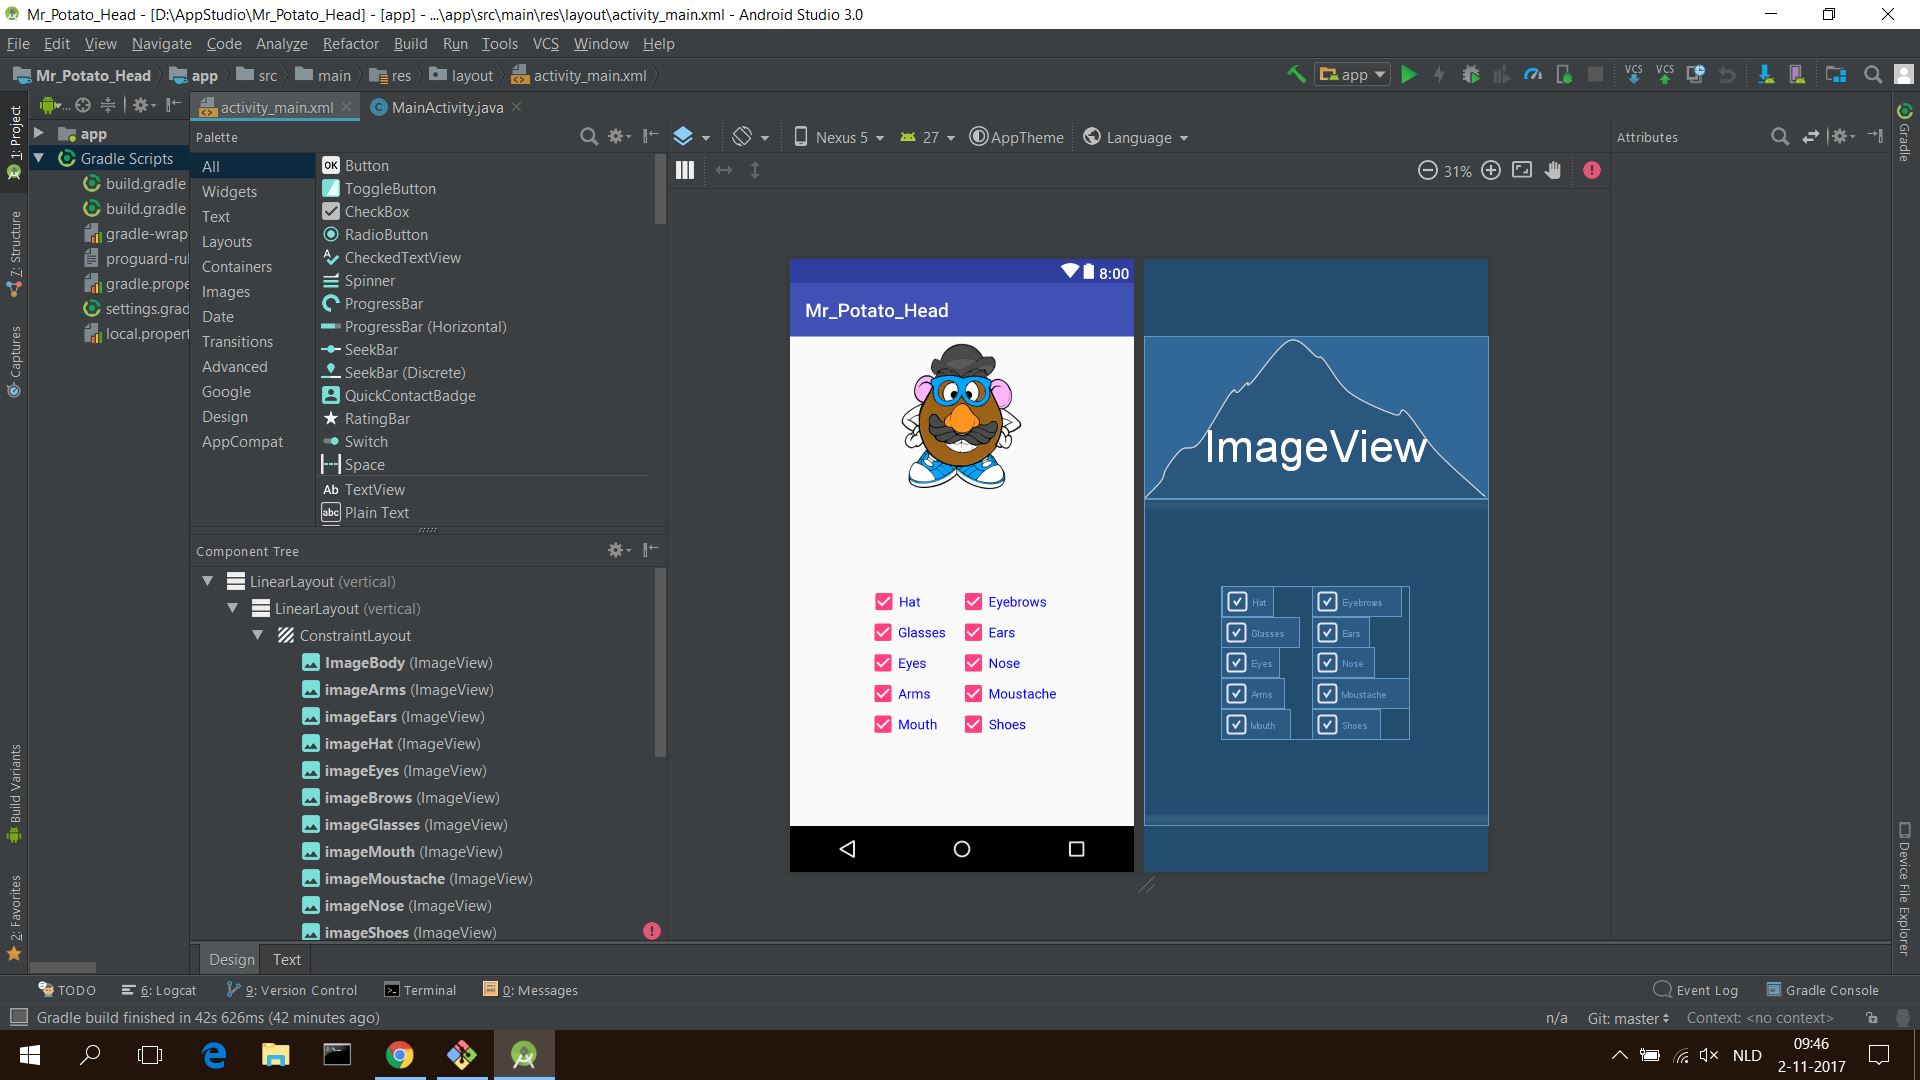 Mr_Potato_Head - [D:\AppStudio\Mr_Potato_Head] - [app] - ...\app\src\main\res\layout\activity_main.xml - Android Studio 3.0
File Edit View Navigate Code Analyze Refactor Build Run Tools VCS Window Help
Mr_Potato_Head app src main res layout activity_main.xml
app
VCS VCS
1: Project
7: Structure
Captures
Build Variants
2: Favorites
app
Gradle Scripts
build.gradle
build.gradle
gradle-wrap
proguard-rul
gradle.prope
settings.grad
local.propert
activity_main.xml MainActivity.java
Palette
All
Widgets
Text
Layouts
Containers
Images
Date
Transitions
Advanced
Google
Design
AppCompat
OK Button
ToggleButton
CheckBox
RadioButton
CheckedTextView
Spinner
ProgressBar
ProgressBar (Horizontal)
SeekBar
SeekBar (Discrete)
QuickContactBadge
RatingBar
Switch
Space
Ab TextView
abc Plain Text
Component Tree
LinearLayout (vertical)
LinearLayout (vertical)
ConstraintLayout
ImageBody (ImageView)
imageArms (ImageView)
imageEars (ImageView)
imageHat (ImageView)
imageEyes (ImageView)
imageBrows (ImageView)
imageGlasses (ImageView)
imageMouth (ImageView)
imageMoustache (ImageView)
imageNose (ImageView)
imageShoes (ImageView)
Design Text
Nexus 5 27 AppTheme Language
31%
8:00
Mr_Potato_Head
Hat Eyebrows
Glasses Ears
Eyes Nose
Arms Moustache
Mouth Shoes
ImageView
Hat Eyebrows
Glasses Ears
Eyes Nose
Arms Moustache
Mouth Shoes
Attributes
Gradle
Device File Explorer
TODO 6: Logcat 9: Version Control Terminal 0: Messages Event Log Gradle Console
Gradle build finished in 42s 626ms (42 minutes ago) n/a Git: master Context: <no context>
NLD
09:46
2-11-2017